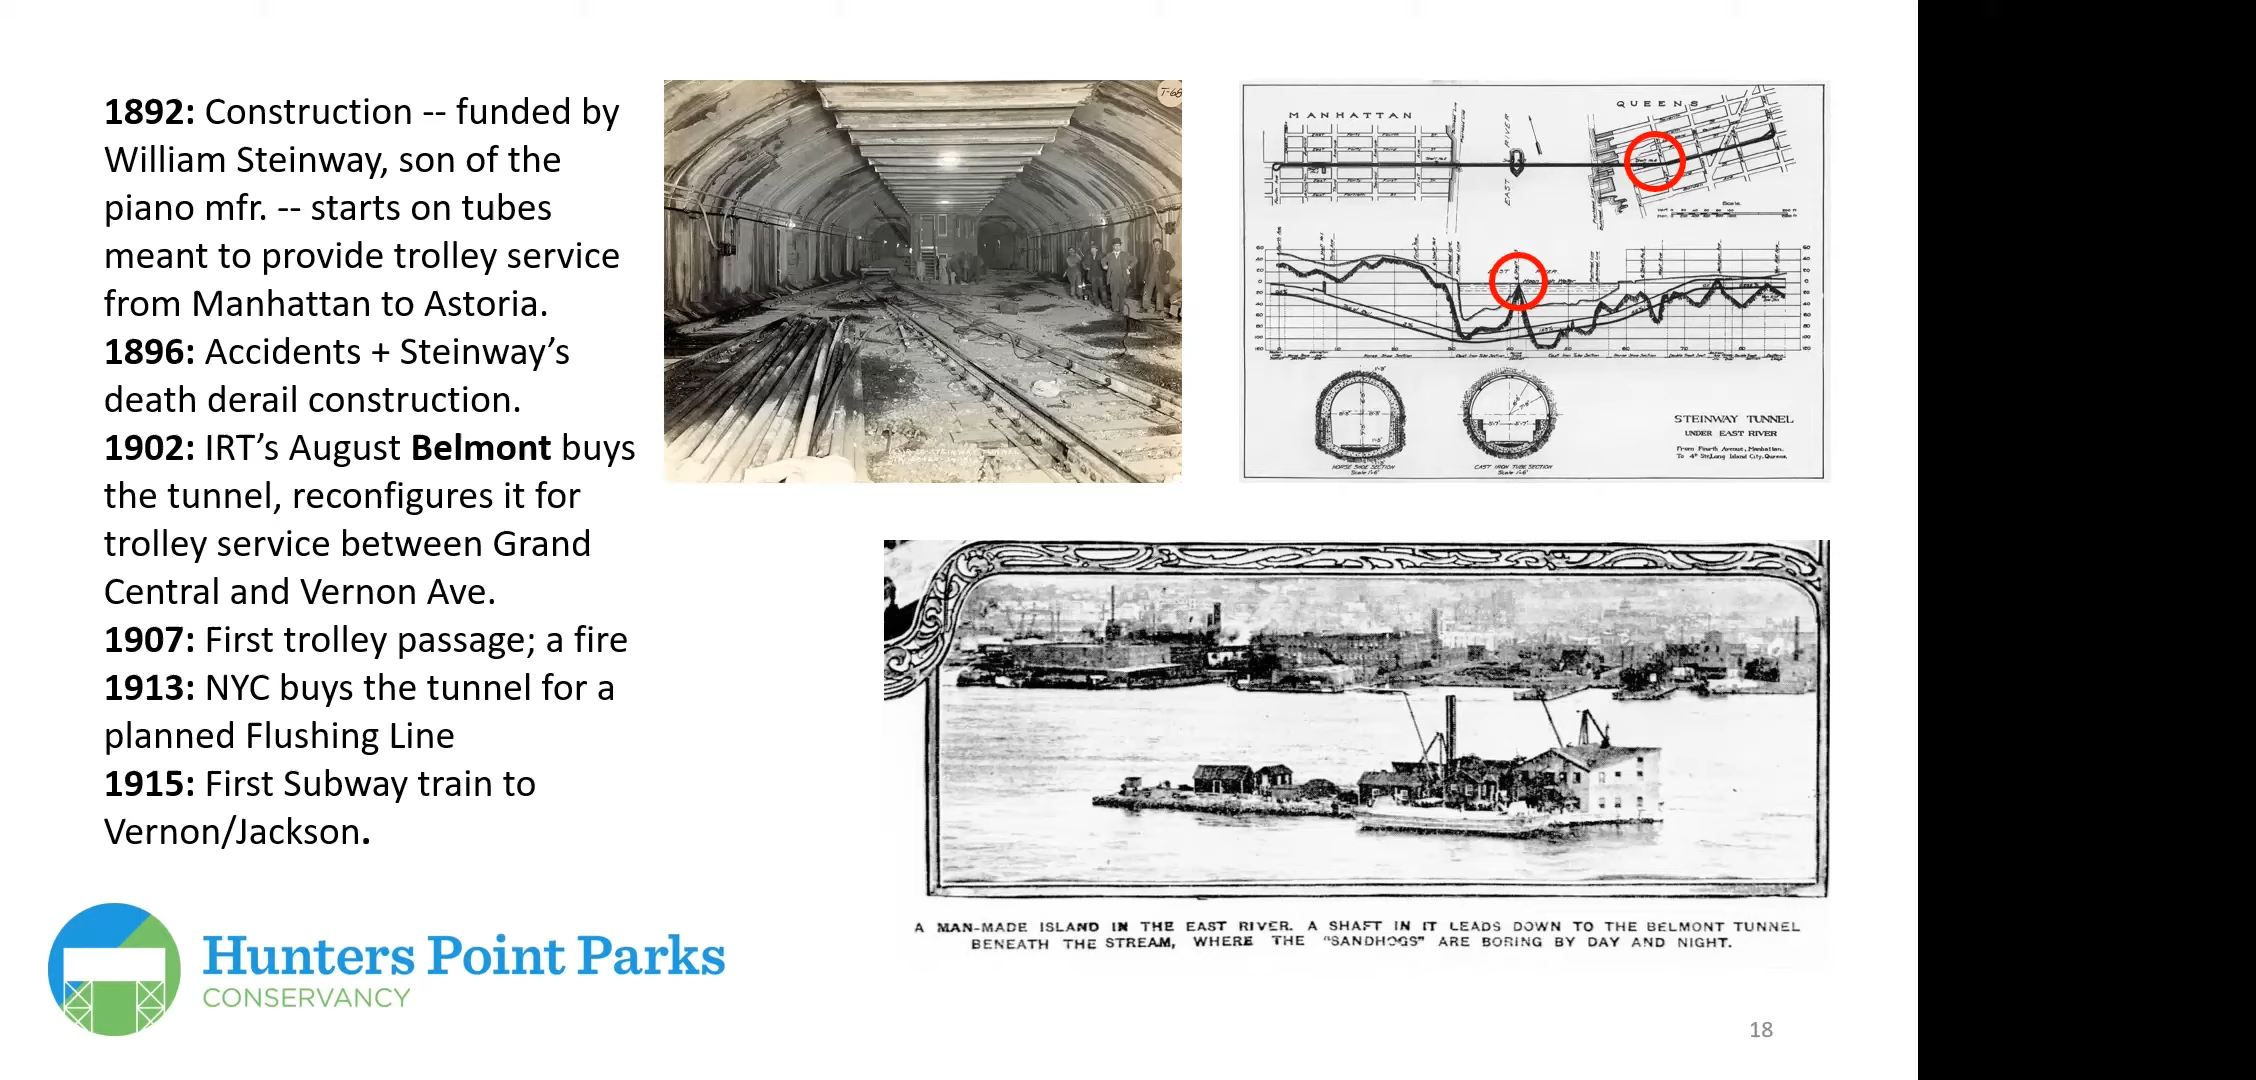 1892: Construction -- funded by
William Steinway, son of the
piano mfr. -- starts on tubes
meant to provide trolley service
from Manhattan to Astoria.
1896: Accidents + Steinway’s
death derail construction.
1902: IRT’s August Belmont buys
the tunnel, reconfigures it for
trolley service between Grand
Central and Vernon Ave.
1907: First trolley passage; a fire
1913: NYC buys the tunnel for a
planned Flushing Line
1915: First Subway train to
Vernon/Jackson.
T-68
MANHATTAN
QUEENS
EAST RIVER
Scale
HORSE SHOE SECTION
CAST IRON TUBE SECTION
STEINWAY TUNNEL
UNDER EAST RIVER
From Fourth Avenue, Manhattan.
To 4th St, Long Island City, Queens.
A MAN-MADE ISLAND IN THE EAST RIVER. A SHAFT IN IT LEADS DOWN TO THE BELMONT TUNNEL
BENEATH THE STREAM, WHERE THE "SANDHOGS" ARE BORING BY DAY AND NIGHT.
Hunters Point Parks
CONSERVANCY
18